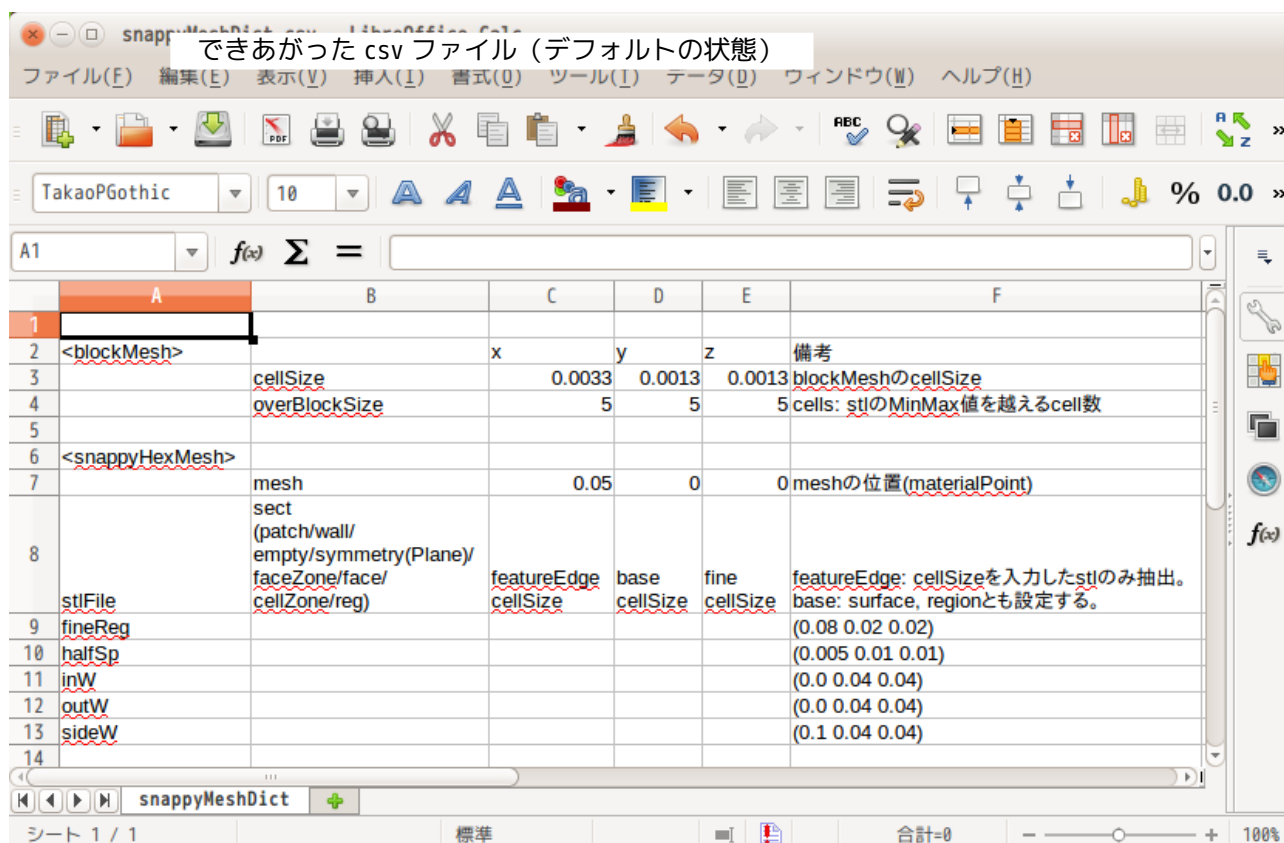 snappyMeshDict.csv - LibreOffice Calc
できあがった csv ファイル（デフォルトの状態）
ファイル(F) 編集(E) 表示(V) 挿入(I) 書式(O) ツール(T) データ(D) ウィンドウ(W) ヘルプ(H)
PDF ABC A Z »
TakaoPGothic 10 A A A % 0.0 »
A1 f(x) Σ =
A B C D E F
1
2 <blockMesh> x y z 備考
3 cellSize 0.0033 0.0013 0.0013 blockMeshのcellSize
4 overBlockSize 5 5 5 cells: stlのMinMax値を越えるcell数
5
6 <snappyHexMesh>
7 mesh 0.05 0 0 meshの位置(materialPoint)
8 stlFile
sect
(patch/wall/
empty/symmetry(Plane)/
faceZone/face/
cellZone/reg)
featureEdge
cellSize
base
cellSize
fine
cellSize
featureEdge: cellSizeを入力したstlのみ抽出。
base: surface, regionとも設定する。
f(x)
9 fineReg (0.08 0.02 0.02)
10 halfSp (0.005 0.01 0.01)
11 inW (0.0 0.04 0.04)
12 outW (0.0 0.04 0.04)
13 sideW (0.1 0.04 0.04)
14
snappyMeshDict
シート 1 / 1 標準 合計=0 100%